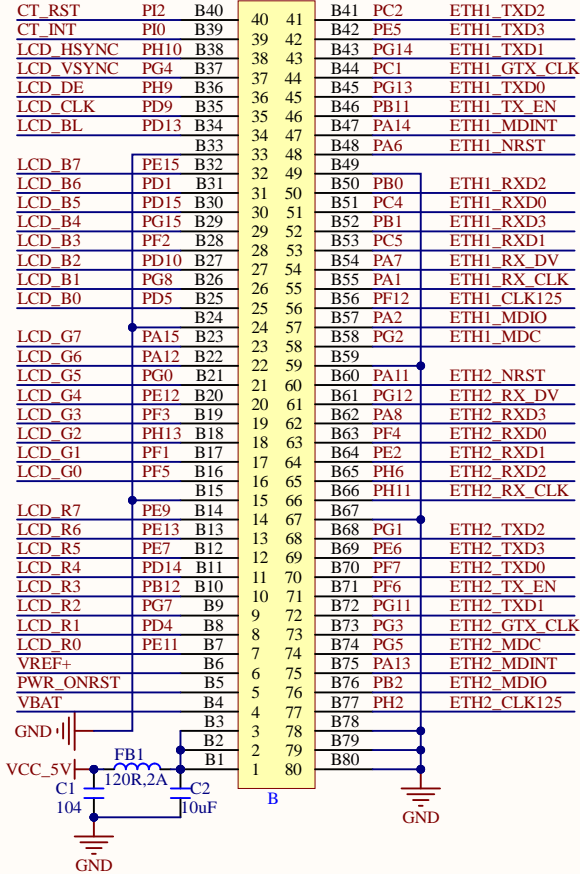 CT_RST PI2 B40 40 41 B41 PC2 ETH1_TXD2
CT_INT PI0 B39 39 42 B42 PE5 ETH1_TXD3
LCD_HSYNC PH10 B38 38 43 B43 PG14 ETH1_TXD1
LCD_VSYNC PG4 B37 37 44 B44 PC1 ETH1_GTX_CLK
LCD_DE PH9 B36 36 45 B45 PG13 ETH1_TXD0
LCD_CLK PD9 B35 35 46 B46 PB11 ETH1_TX_EN
LCD_BL PD13 B34 34 47 B47 PA14 ETH1_MDINT
B33 33 48 B48 PA6 ETH1_NRST
LCD_B7 PE15 B32 32 49 B49
LCD_B6 PD1 B31 31 50 B50 PB0 ETH1_RXD2
LCD_B5 PD15 B30 30 51 B51 PC4 ETH1_RXD0
LCD_B4 PG15 B29 29 52 B52 PB1 ETH1_RXD3
LCD_B3 PF2 B28 28 53 B53 PC5 ETH1_RXD1
LCD_B2 PD10 B27 27 54 B54 PA7 ETH1_RX_DV
LCD_B1 PG8 B26 26 55 B55 PA1 ETH1_RX_CLK
LCD_B0 PD5 B25 25 56 B56 PF12 ETH1_CLK125
B24 24 57 B57 PA2 ETH1_MDIO
LCD_G7 PA15 B23 23 58 B58 PG2 ETH1_MDC
LCD_G6 PA12 B22 22 59 B59
LCD_G5 PG0 B21 21 60 B60 PA11 ETH2_NRST
LCD_G4 PE12 B20 20 61 B61 PG12 ETH2_RX_DV
LCD_G3 PF3 B19 19 62 B62 PA8 ETH2_RXD3
LCD_G2 PH13 B18 18 63 B63 PF4 ETH2_RXD0
LCD_G1 PF1 B17 17 64 B64 PE2 ETH2_RXD1
LCD_G0 PF5 B16 16 65 B65 PH6 ETH2_RXD2
B15 15 66 B66 PH11 ETH2_RX_CLK
LCD_R7 PE9 B14 14 67 B67
LCD_R6 PE13 B13 13 68 B68 PG1 ETH2_TXD2
LCD_R5 PE7 B12 12 69 B69 PE6 ETH2_TXD3
LCD_R4 PD14 B11 11 70 B70 PF7 ETH2_TXD0
LCD_R3 PB12 B10 10 71 B71 PF6 ETH2_TX_EN
LCD_R2 PG7 B9 9 72 B72 PG11 ETH2_TXD1
LCD_R1 PD4 B8 8 73 B73 PG3 ETH2_GTX_CLK
LCD_R0 PE11 B7 7 74 B74 PG5 ETH2_MDC
VREF+ B6 6 75 B75 PA13 ETH2_MDINT
PWR_ONRST B5 5 76 B76 PB2 ETH2_MDIO
VBAT B4 4 77 B77 PH2 ETH2_CLK125
GND B3 3 78 B78
FB1 B2 2 79 B79
VCC_5V 120R,2A B1 1 80 B80
C1 C2 B
104 10uF GND
GND